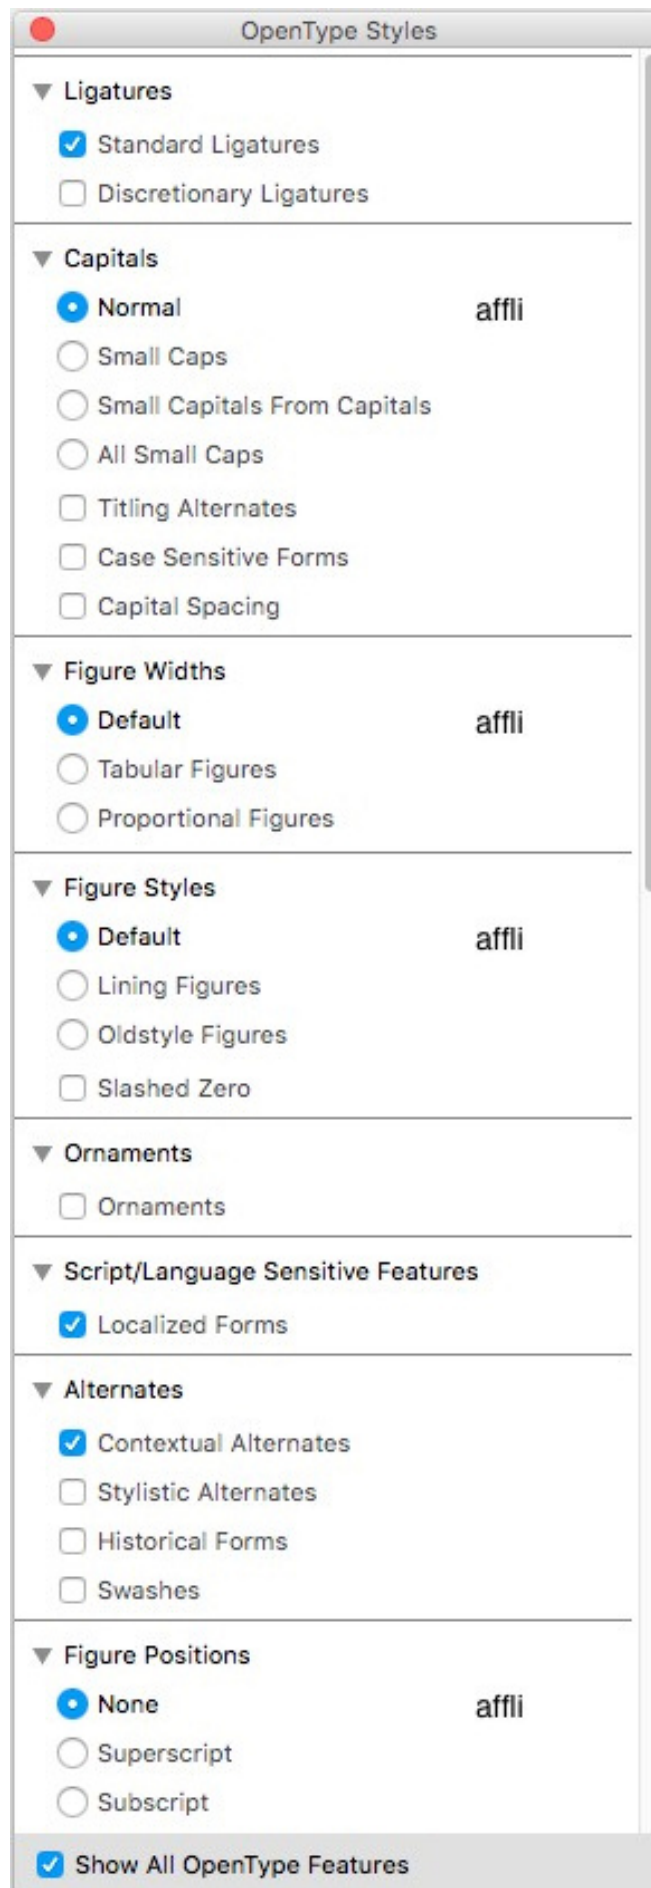 OpenType Styles
Ligatures
Standard Ligatures
Discretionary Ligatures
Capitals
Normal affli
Small Caps
Small Capitals From Capitals
All Small Caps
Titling Alternates
Case Sensitive Forms
Capital Spacing
Figure Widths
Default affli
Tabular Figures
Proportional Figures
Figure Styles
Default affli
Lining Figures
Oldstyle Figures
Slashed Zero
Ornaments
Ornaments
Script/Language Sensitive Features
Localized Forms
Alternates
Contextual Alternates
Stylistic Alternates
Historical Forms
Swashes
Figure Positions
None affli
Superscript
Subscript
Show All OpenType Features